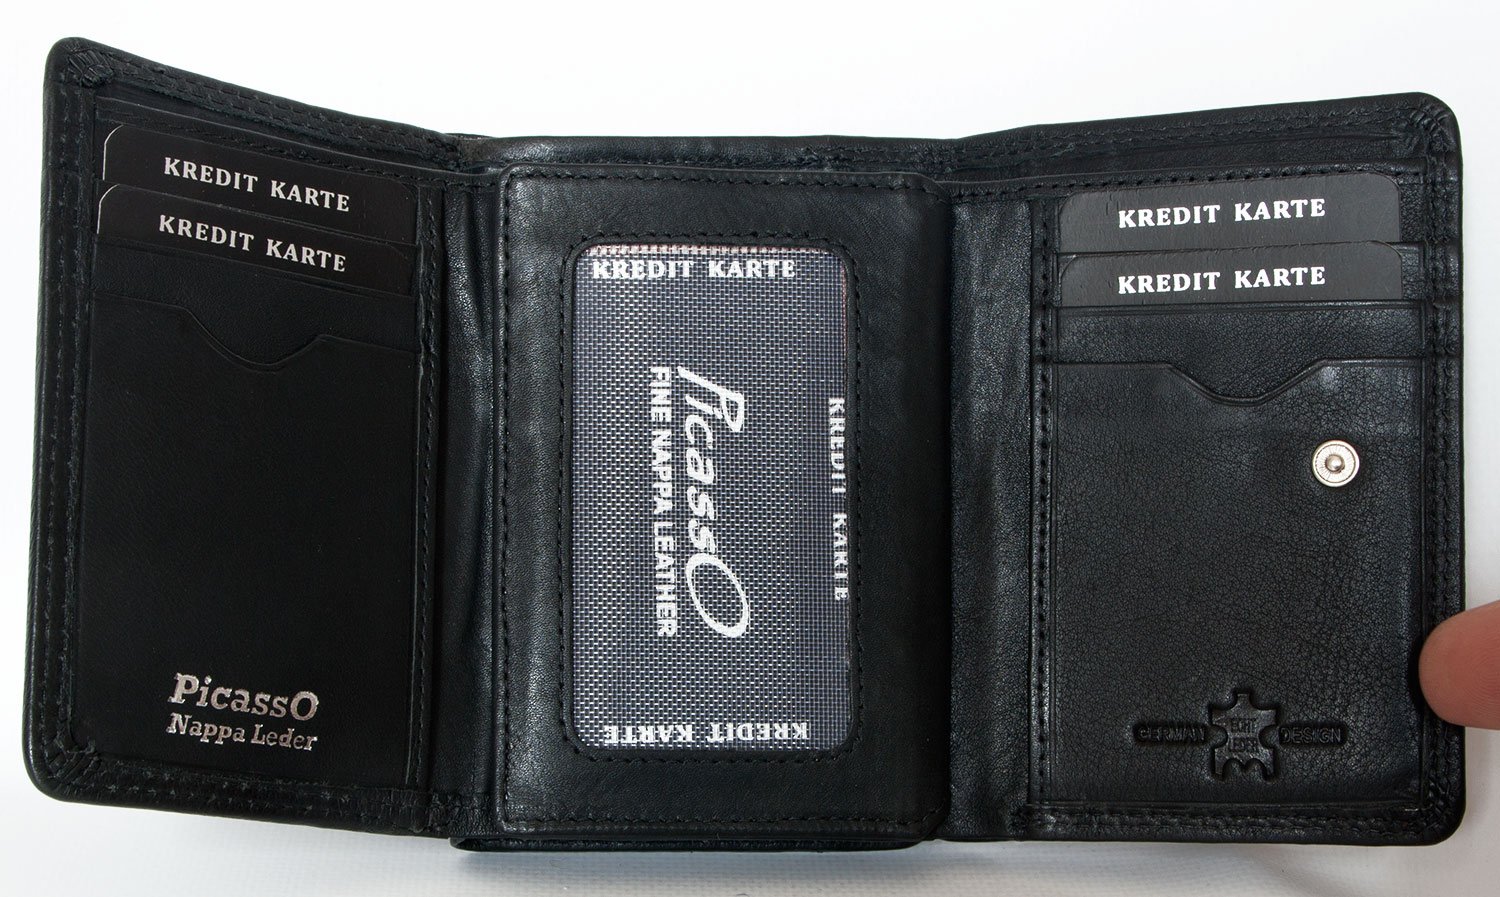 KREDIT KARTE
KREDIT KARTE
PicassO
Nappa Leder
KREDIT KARTE
PicassO
FINE NAPPA LEATHER
KREDIT KARTE
KREDIT KARTE
KREDIT KARTE
KREDIT KARTE
GERMAN ECHT LEDER DESIGN